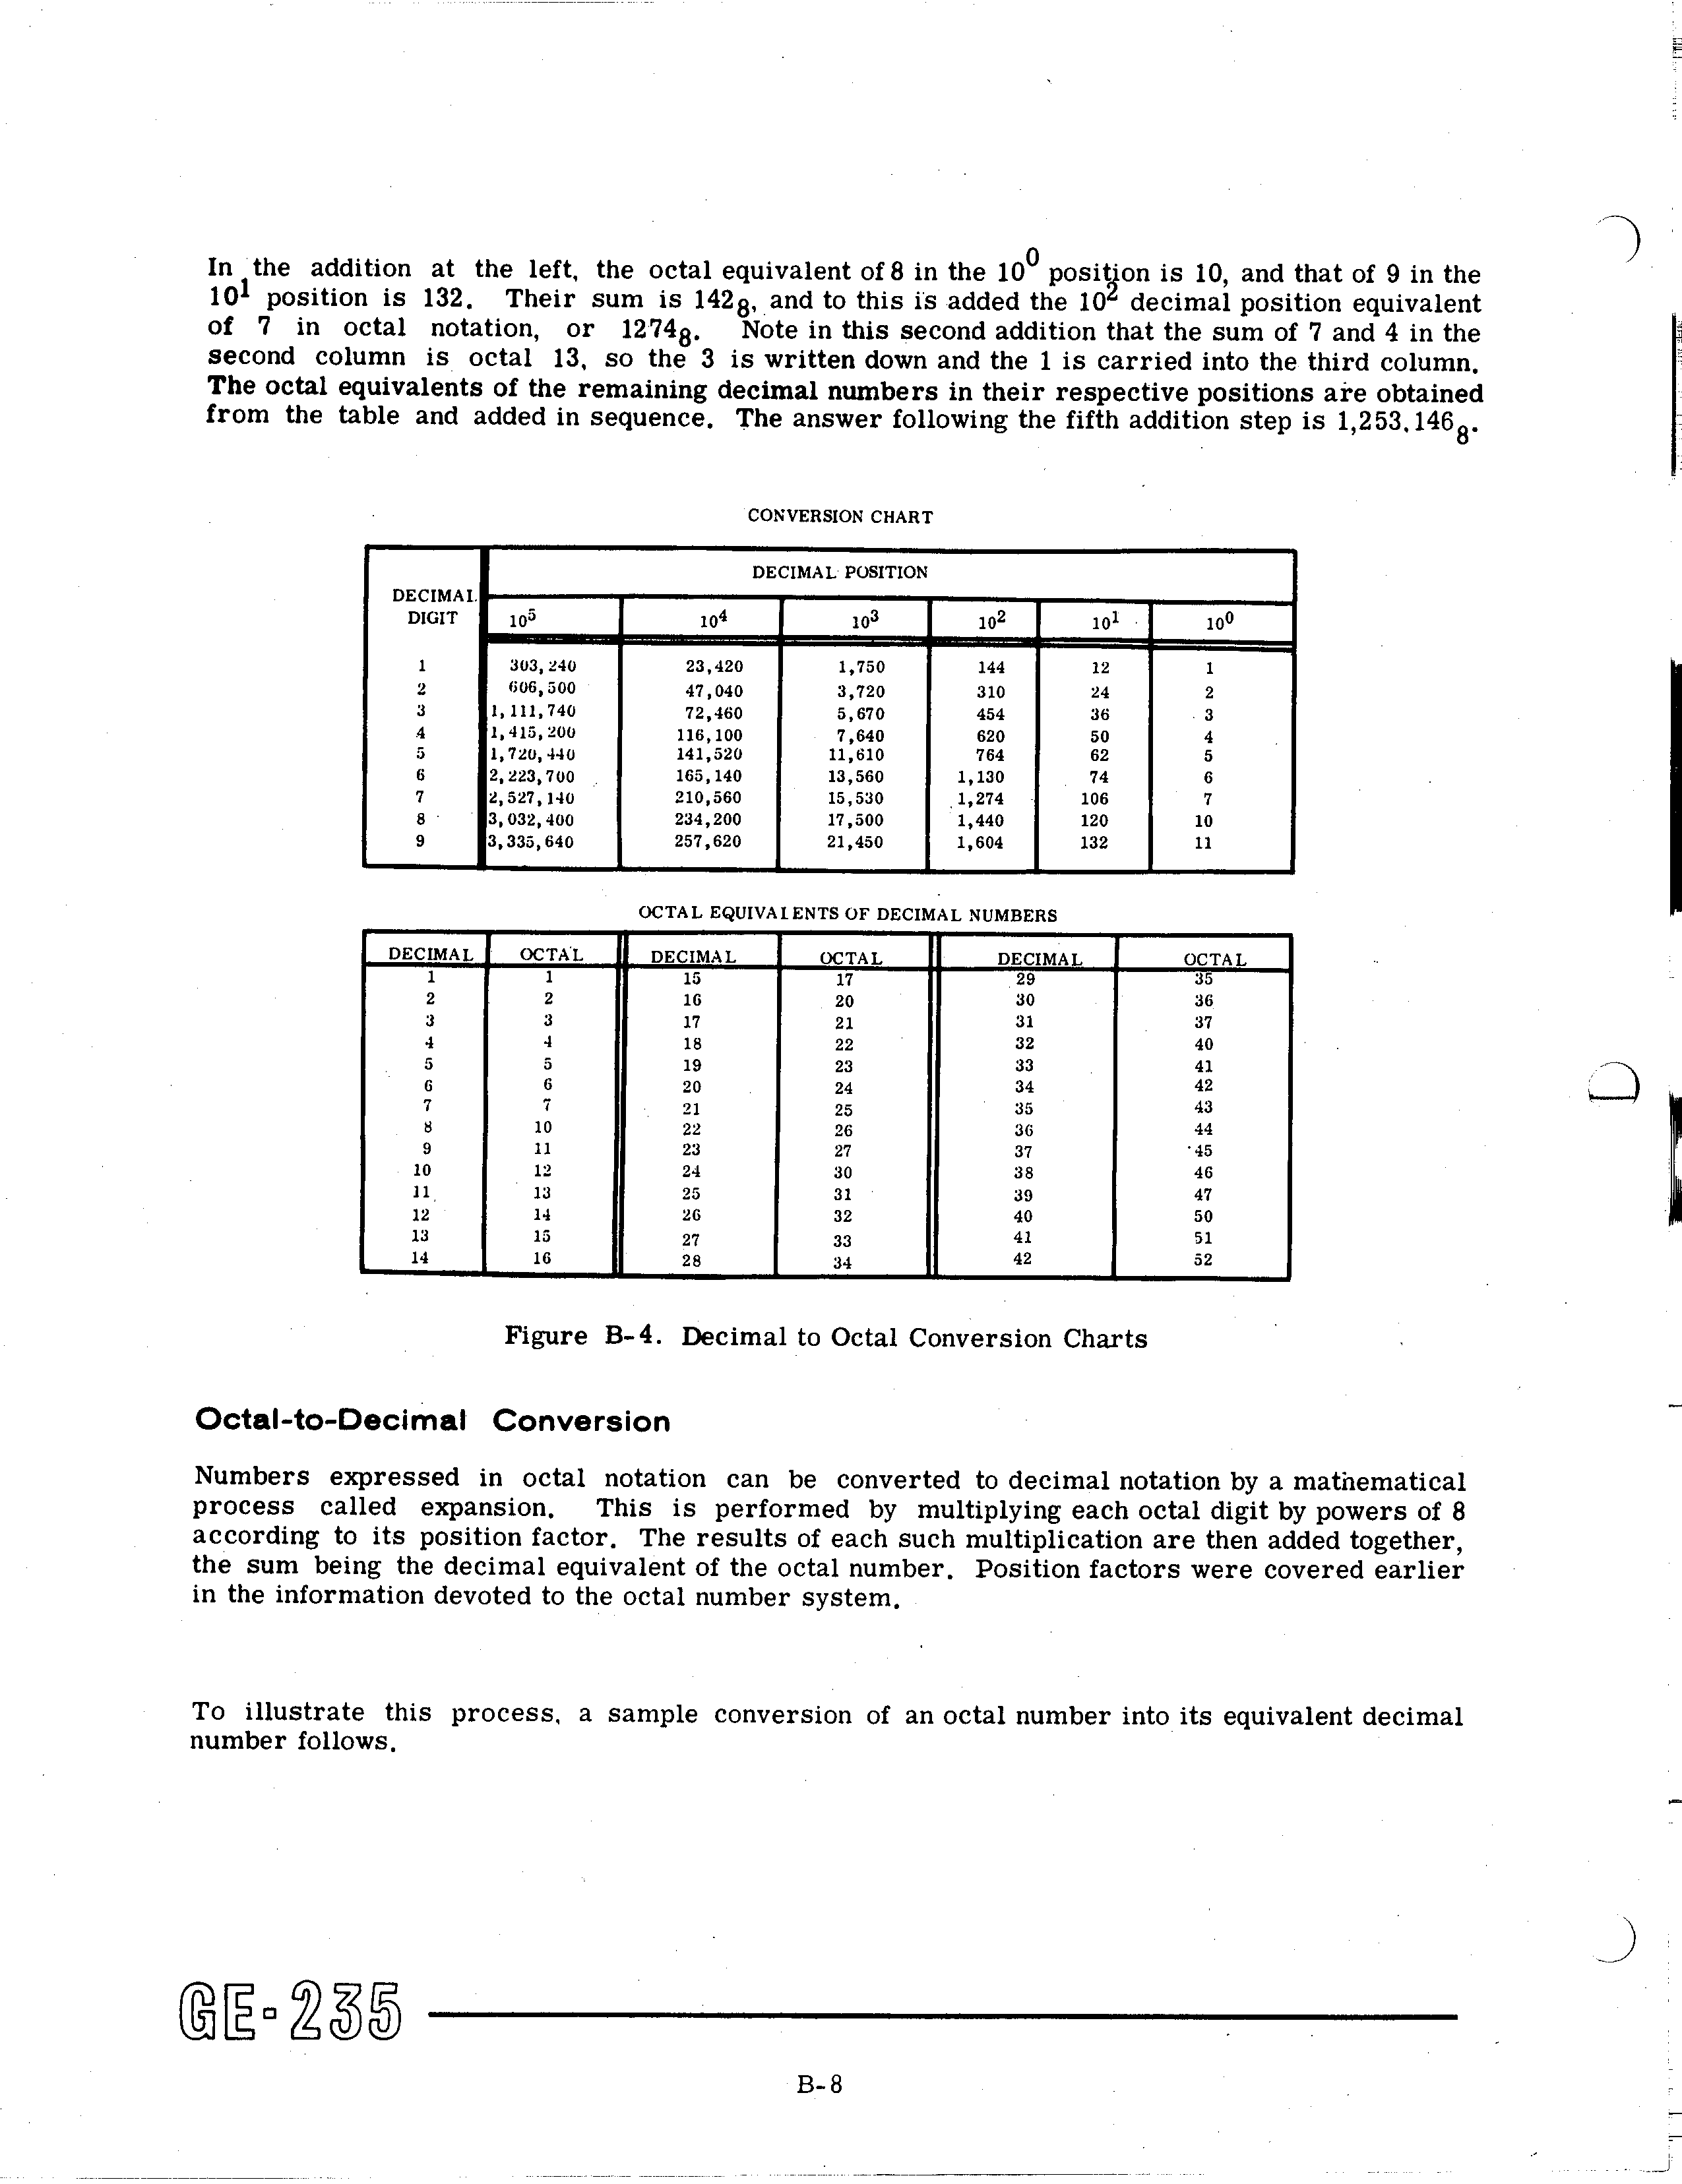 In the addition at the left, the octal equivalent of 8 in the 10⁰ position is 10, and that of 9 in the
10¹ position is 132. Their sum is 142₈, and to this is added the 10² decimal position equivalent
of 7 in octal notation, or 1274₈. Note in this second addition that the sum of 7 and 4 in the
second column is octal 13, so the 3 is written down and the 1 is carried into the third column.
The octal equivalents of the remaining decimal numbers in their respective positions are obtained
from the table and added in sequence. The answer following the fifth addition step is 1,253,146₈.
CONVERSION CHART
DECIMAL POSITION
DECIMAL
DIGIT 10⁵ 10⁴ 10³ 10² 10¹ 10⁰
1 303,240 23,420 1,750 144 12 1
2 606,500 47,040 3,720 310 24 2
3 1,111,740 72,460 5,670 454 36 3
4 1,415,200 116,100 7,640 620 50 4
5 1,720,440 141,520 11,610 764 62 5
6 2,223,700 165,140 13,560 1,130 74 6
7 2,527,140 210,560 15,530 1,274 106 7
8 3,032,400 234,200 17,500 1,440 120 10
9 3,335,640 257,620 21,450 1,604 132 11
OCTAL EQUIVALENTS OF DECIMAL NUMBERS
DECIMAL OCTAL DECIMAL OCTAL DECIMAL OCTAL
1 1 15 17 29 35
2 2 16 20 30 36
3 3 17 21 31 37
4 4 18 22 32 40
5 5 19 23 33 41
6 6 20 24 34 42
7 7 21 25 35 43
8 10 22 26 36 44
9 11 23 27 37 45
10 12 24 30 38 46
11 13 25 31 39 47
12 14 26 32 40 50
13 15 27 33 41 51
14 16 28 34 42 52
Figure B-4. Decimal to Octal Conversion Charts
Octal-to-Decimal Conversion
Numbers expressed in octal notation can be converted to decimal notation by a mathematical
process called expansion. This is performed by multiplying each octal digit by powers of 8
according to its position factor. The results of each such multiplication are then added together,
the sum being the decimal equivalent of the octal number. Position factors were covered earlier
in the information devoted to the octal number system.
To illustrate this process, a sample conversion of an octal number into its equivalent decimal
number follows.
GE-235
B-8